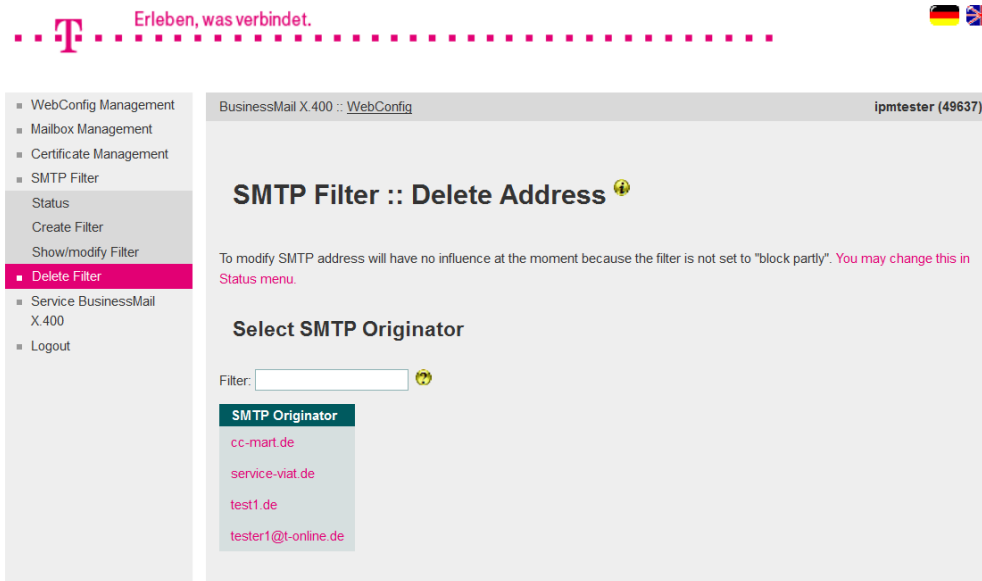 Erleben, was verbindet.
T
WebConfig Management
Mailbox Management
Certificate Management
SMTP Filter
Status
Create Filter
Show/modify Filter
Delete Filter
Service BusinessMail
X.400
Logout
BusinessMail X.400 :: WebConfig
ipmtester (49637)
SMTP Filter :: Delete Address
To modify SMTP address will have no influence at the moment because the filter is not set to "block partly". You may change this in
Status menu.
Select SMTP Originator
Filter:
SMTP Originator
cc-mart.de
service-viat.de
test1.de
tester1@t-online.de